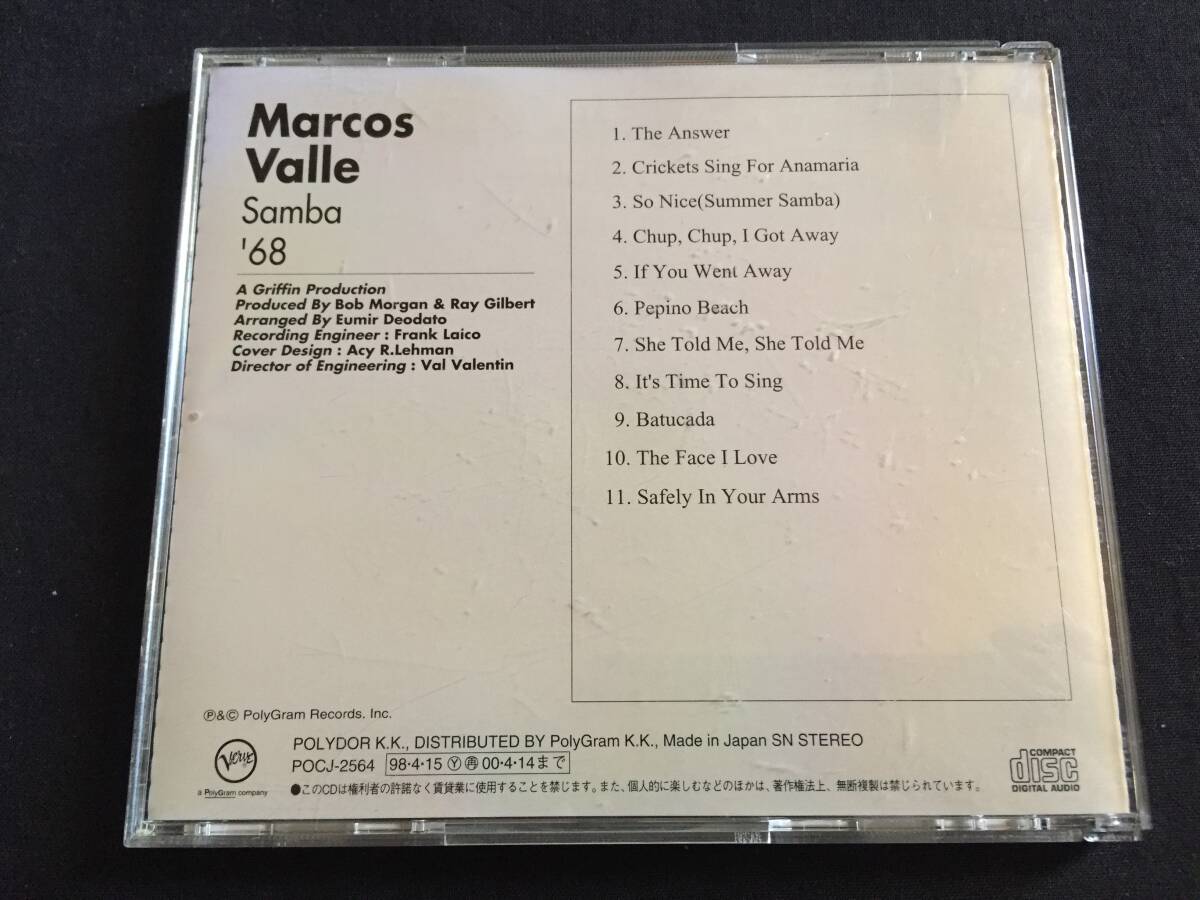 Marcos
Valle
Samba
'68
A Griffin Production
Produced By Bob Morgan & Ray Gilbert
Arranged By Eumir Deodato
Recording Engineer : Frank Laico
Cover Design : Acy R.Lehman
Director of Engineering : Val Valentin
1. The Answer
2. Crickets Sing For Anamaria
3. So Nice(Summer Samba)
4. Chup, Chup, I Got Away
5. If You Went Away
6. Pepino Beach
7. She Told Me, She Told Me
8. It's Time To Sing
9. Batucada
10. The Face I Love
11. Safely In Your Arms
Ⓟ&© PolyGram Records. Inc.
Verve
a PolyGram company
POLYDOR K.K., DISTRIBUTED BY PolyGram K.K., Made in Japan SN STEREO
POCJ-2564 98・4・15 Ⓨ㊢00・4・14まで
●このCDは権利者の許諾なく賃貸業に使用することを禁じます。また、個人的に楽しむなどのほかは、著作権法上、無断複製は禁じられています。
COMPACT
disc
DIGITAL AUDIO